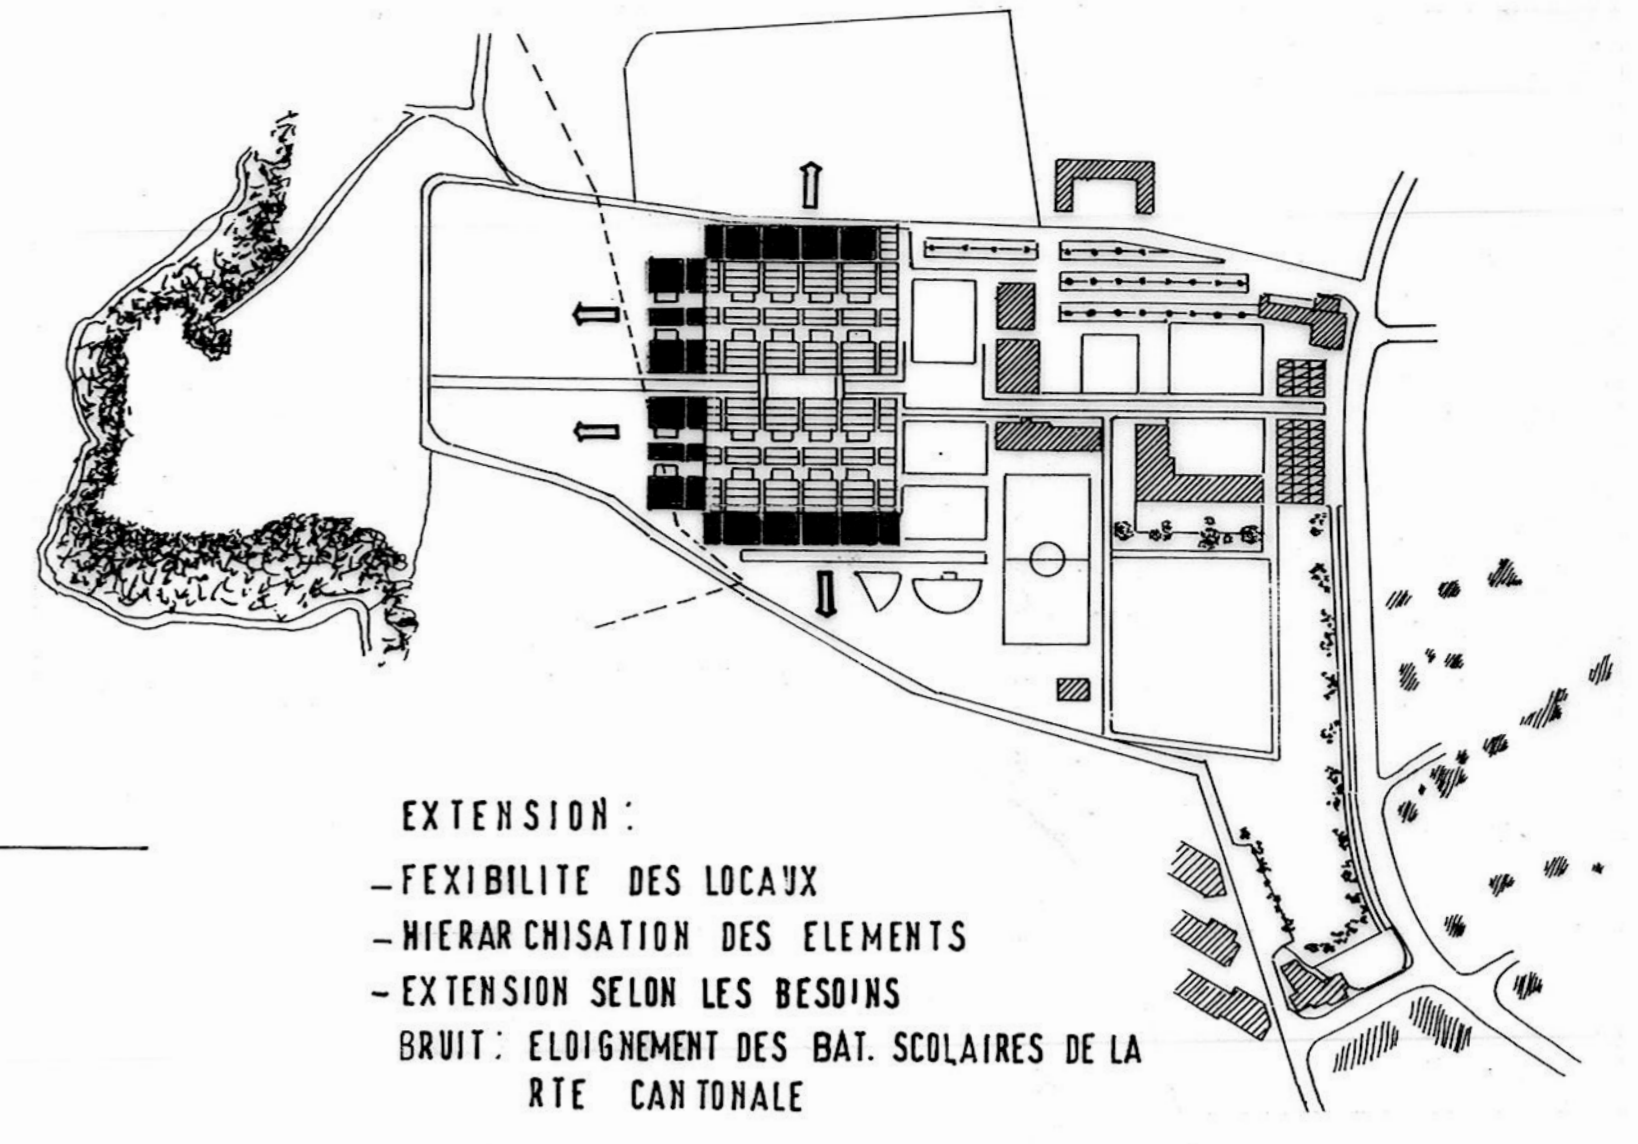 EXTENSION :
– FEXIBILITE DES LOCAUX
– HIERARCHISATION DES ELEMENTS
– EXTENSION SELON LES BESOINS
BRUIT : ELOIGNEMENT DES BAT. SCOLAIRES DE LA
RTE CANTONALE